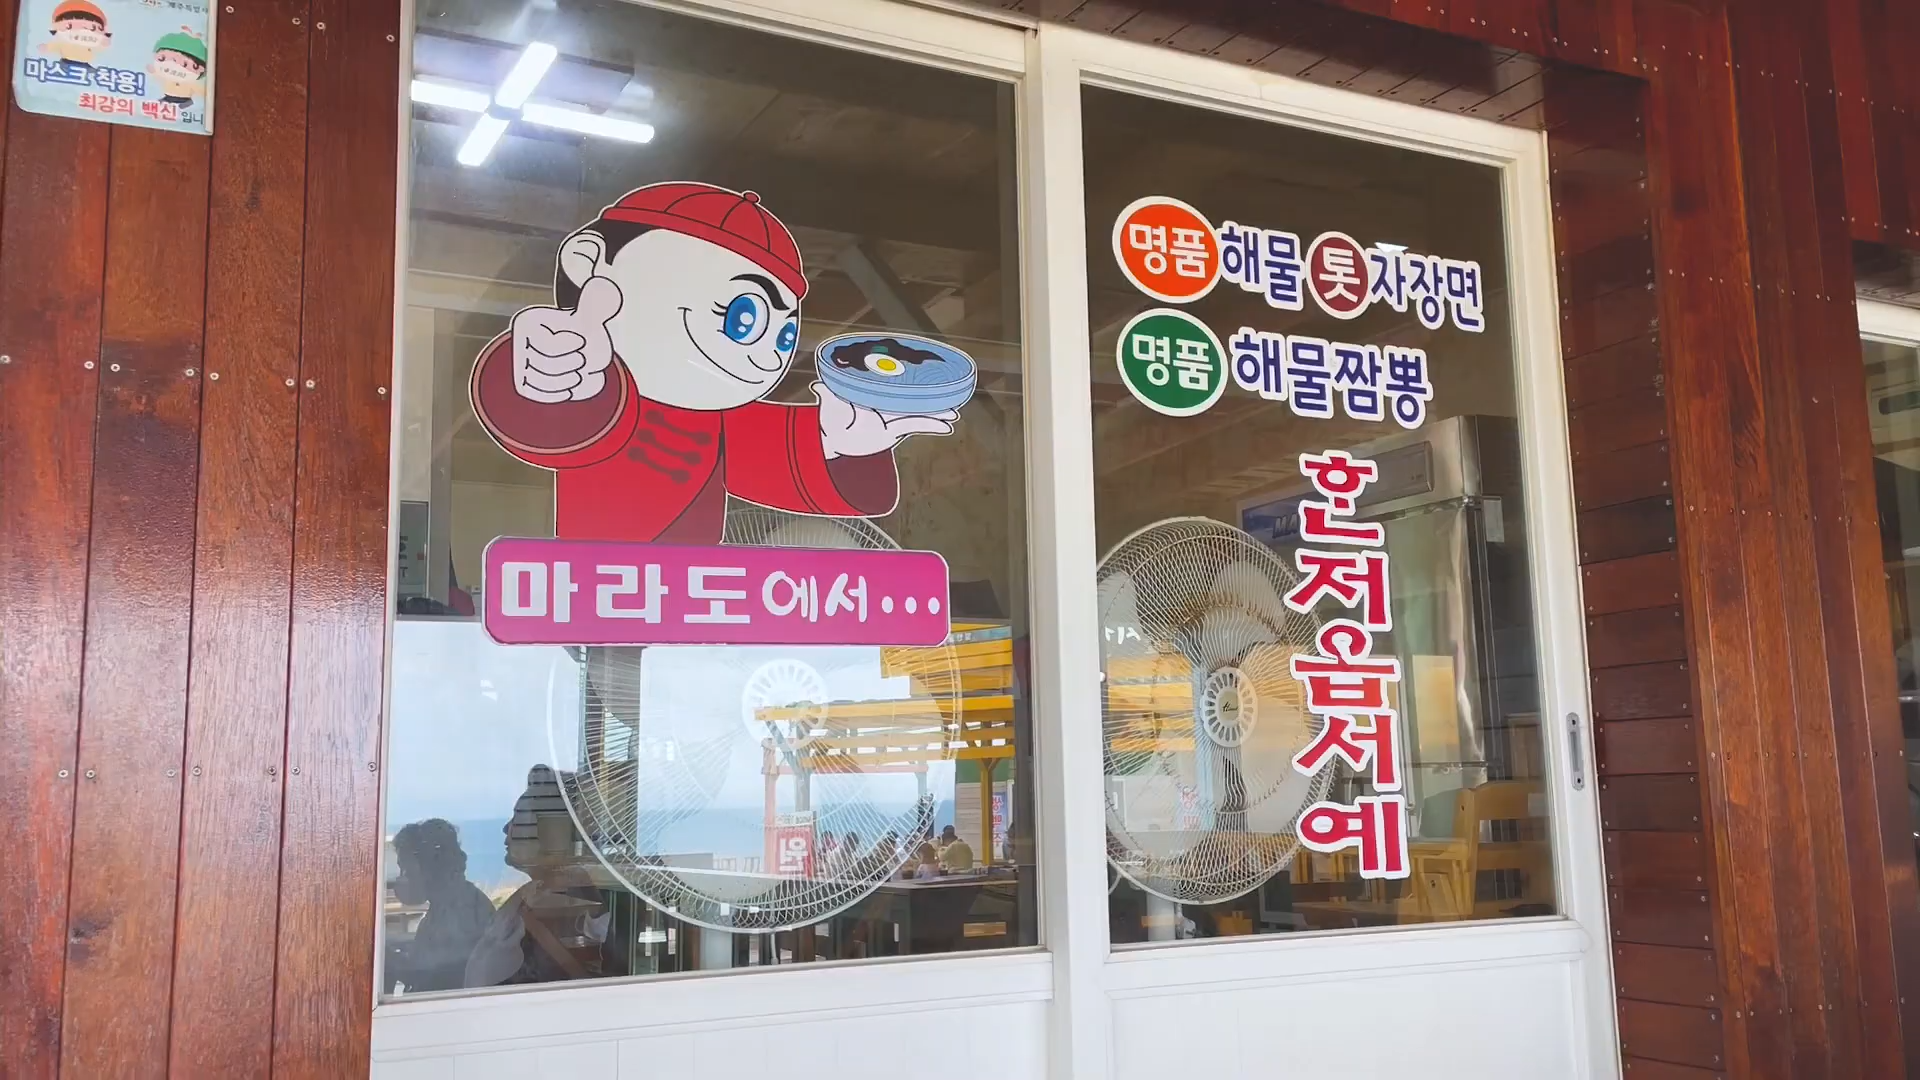 마스크 착용!
최강의 백신입니
마라도에서···
명품 해물 톳 자장면
명품 해물짬뽕
혼저옵서예